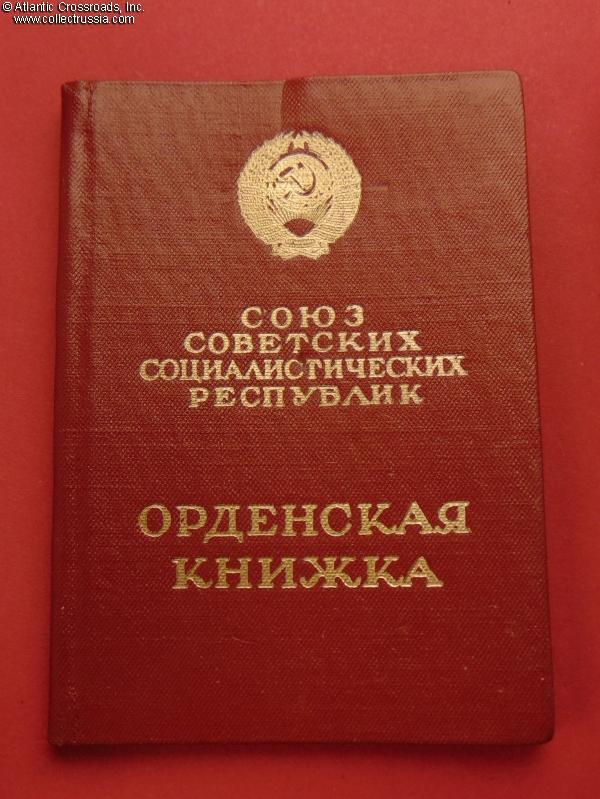 © Atlantic Crossroads, Inc.
www.collectrussia.com
СОЮЗ
СОВЕТСКИХ
СОЦИАЛИСТИЧЕСКИХ
РЕСПУБЛИК
ОРДЕНСКАЯ
КНИЖКА